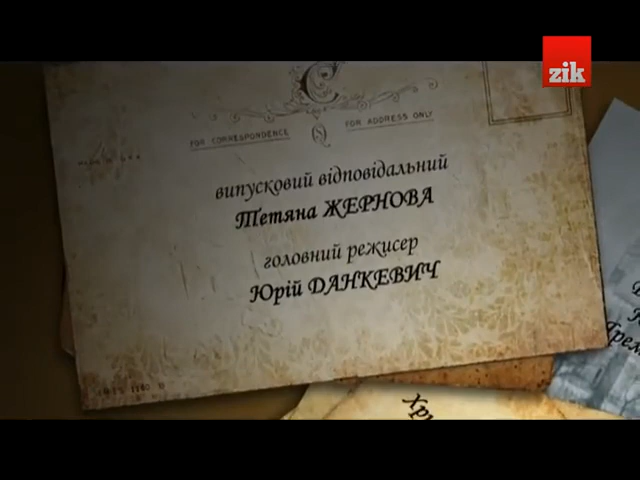 zik
FOR CORRESPONDENCE
FOR ADDRESS ONLY
випусковий відповідальний
Тетяна ЖЕРНОВА
головний режисер
Юрій ДАНКЕВИЧ